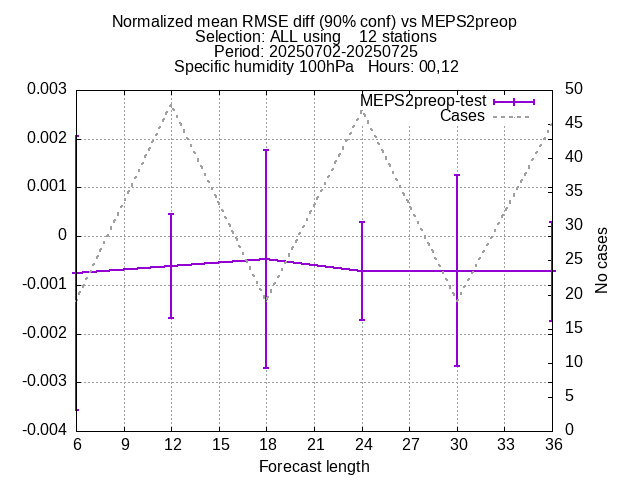 Normalized mean RMSE diff (90% conf) vs MEPS2preop
Selection: ALL using 12 stations
Period: 20250702-20250725
Specific humidity 100hPa Hours: 00,12
MEPS2preop-test
Cases
0.003
0.002
0.001
0
-0.001
-0.002
-0.003
-0.004
50
45
40
35
30
25
20
15
10
5
0
No cases
6 9 12 15 18 21 24 27 30 33 36
Forecast length